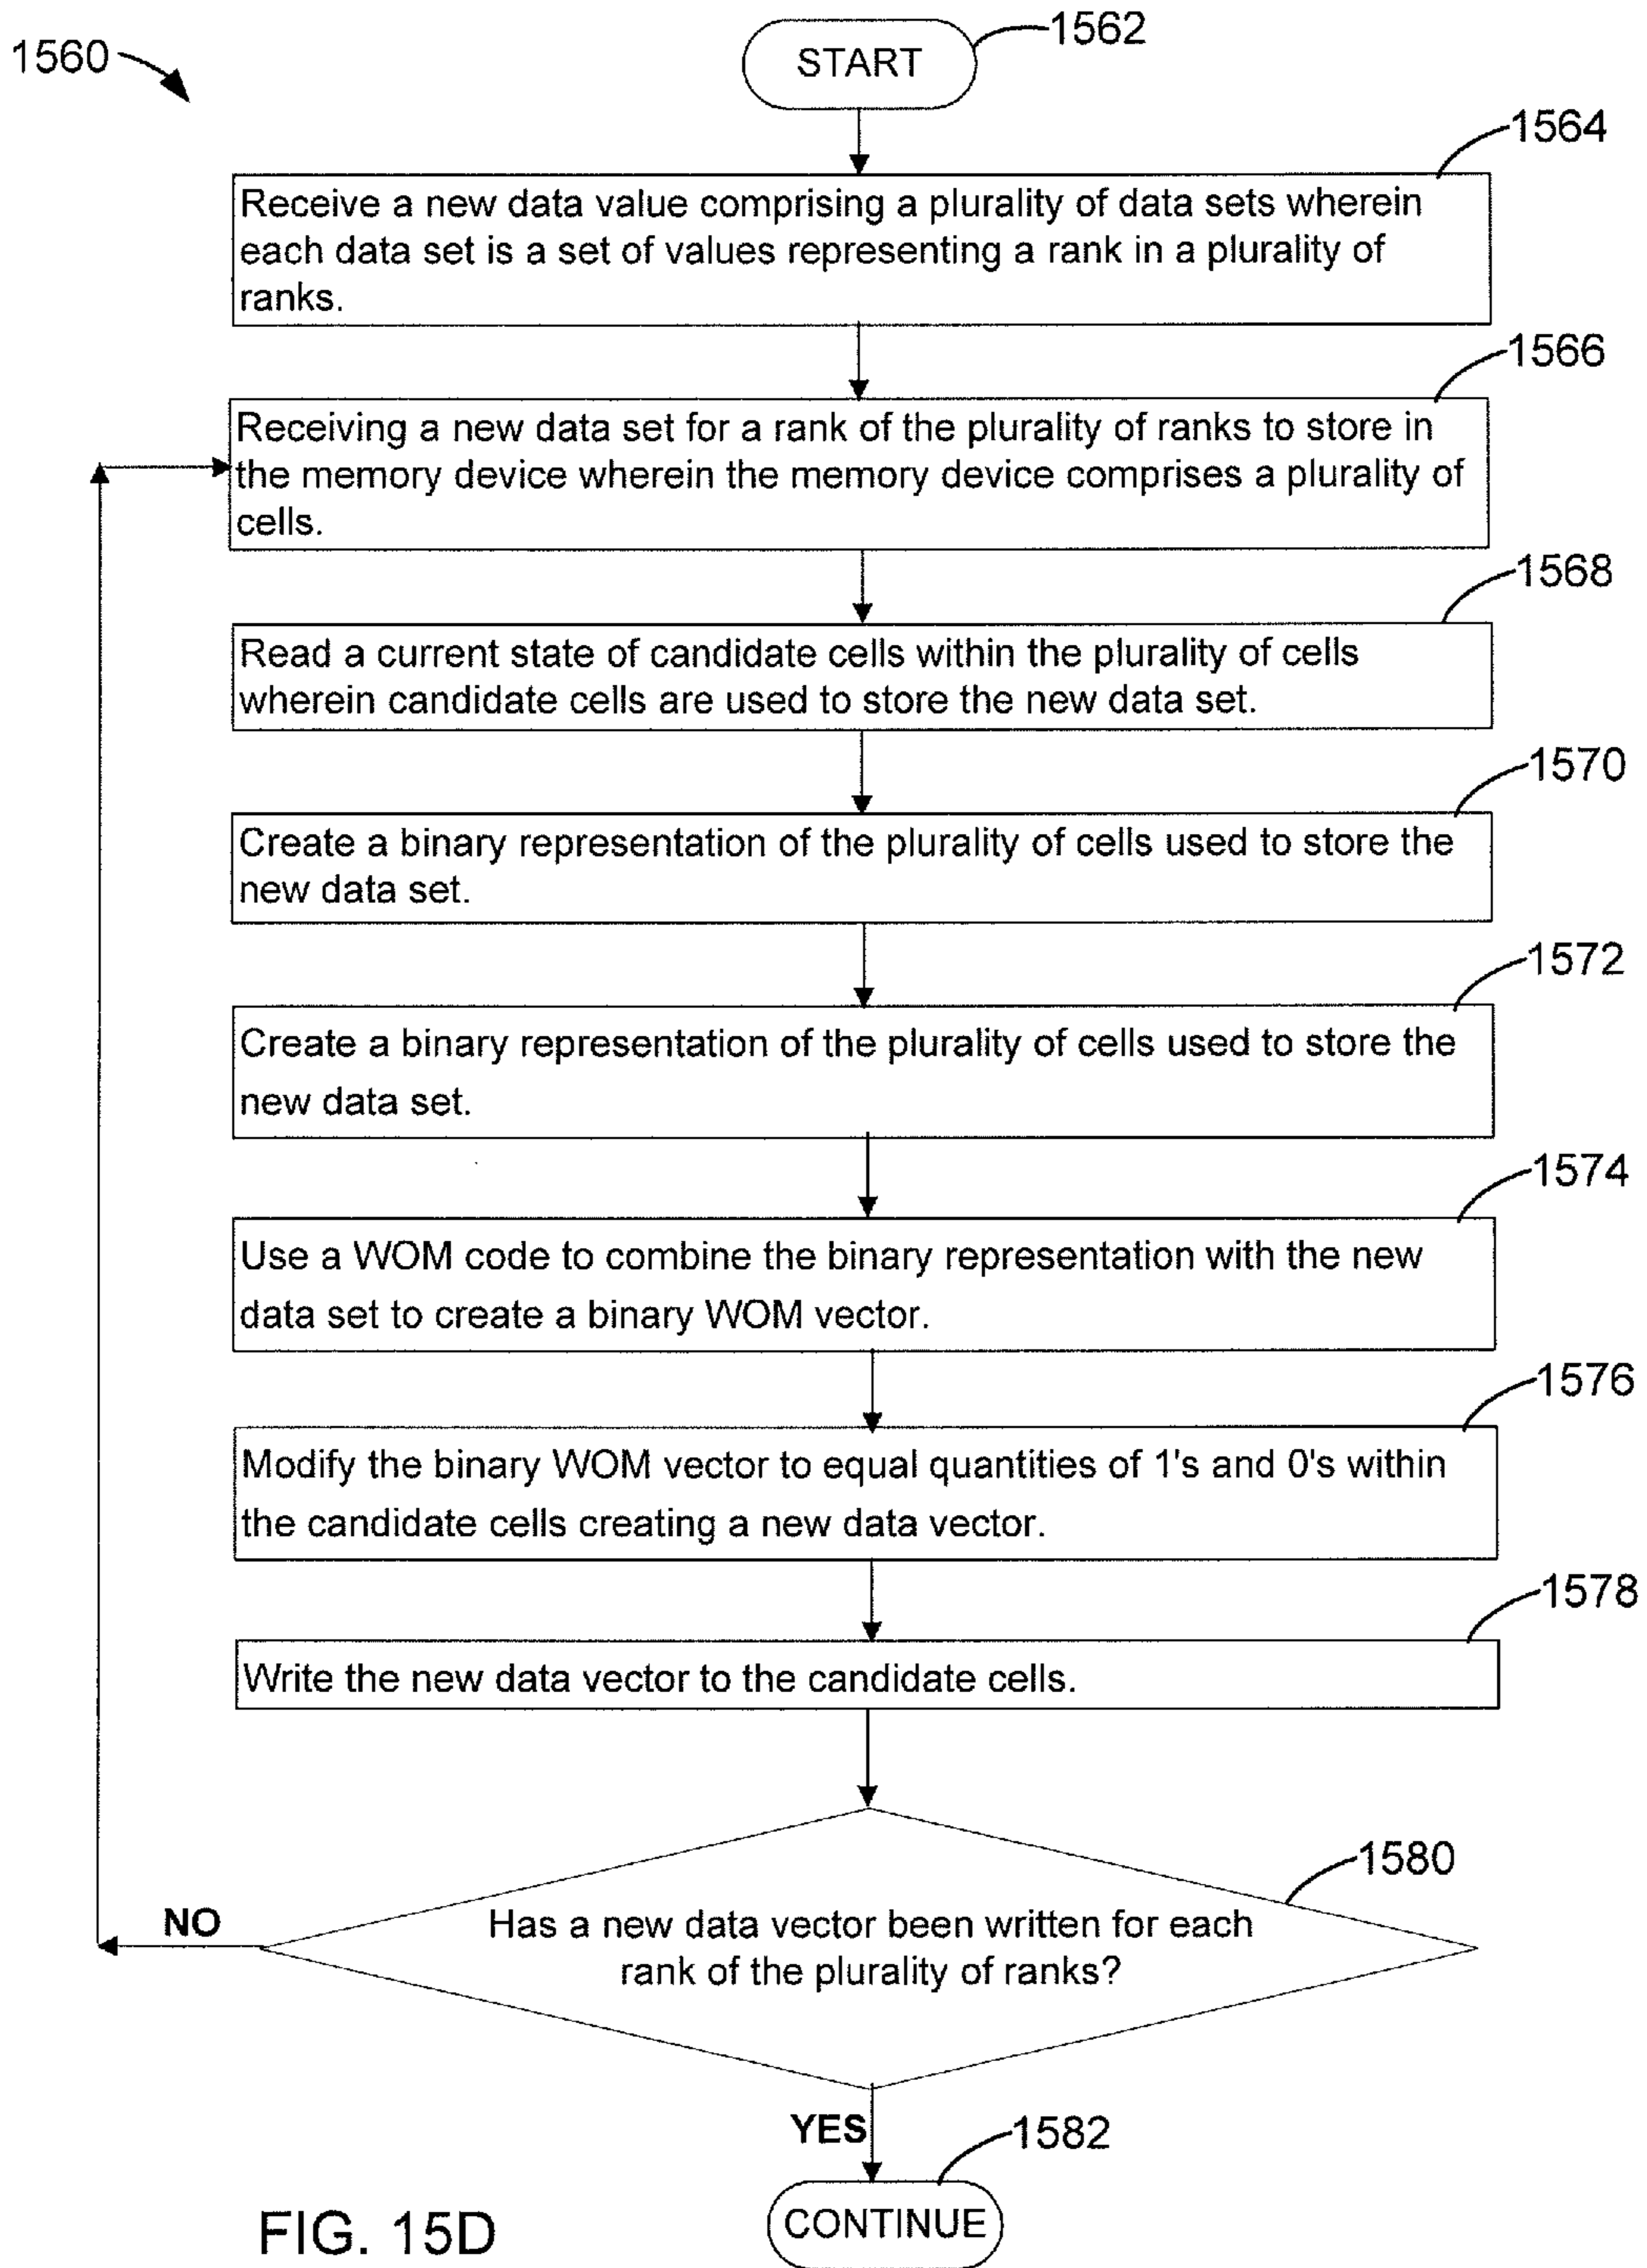 1560
START
1562
1564
Receive a new data value comprising a plurality of data sets wherein
each data set is a set of values representing a rank in a plurality of
ranks.
1566
Receiving a new data set for a rank of the plurality of ranks to store in
the memory device wherein the memory device comprises a plurality of
cells.
1568
Read a current state of candidate cells within the plurality of cells
wherein candidate cells are used to store the new data set.
1570
Create a binary representation of the plurality of cells used to store the
new data set.
1572
Create a binary representation of the plurality of cells used to store the
new data set.
1574
Use a WOM code to combine the binary representation with the new
data set to create a binary WOM vector.
1576
Modify the binary WOM vector to equal quantities of 1's and 0's within
the candidate cells creating a new data vector.
1578
Write the new data vector to the candidate cells.
1580
Has a new data vector been written for each
rank of the plurality of ranks?
NO
YES
1582
CONTINUE
FIG. 15D